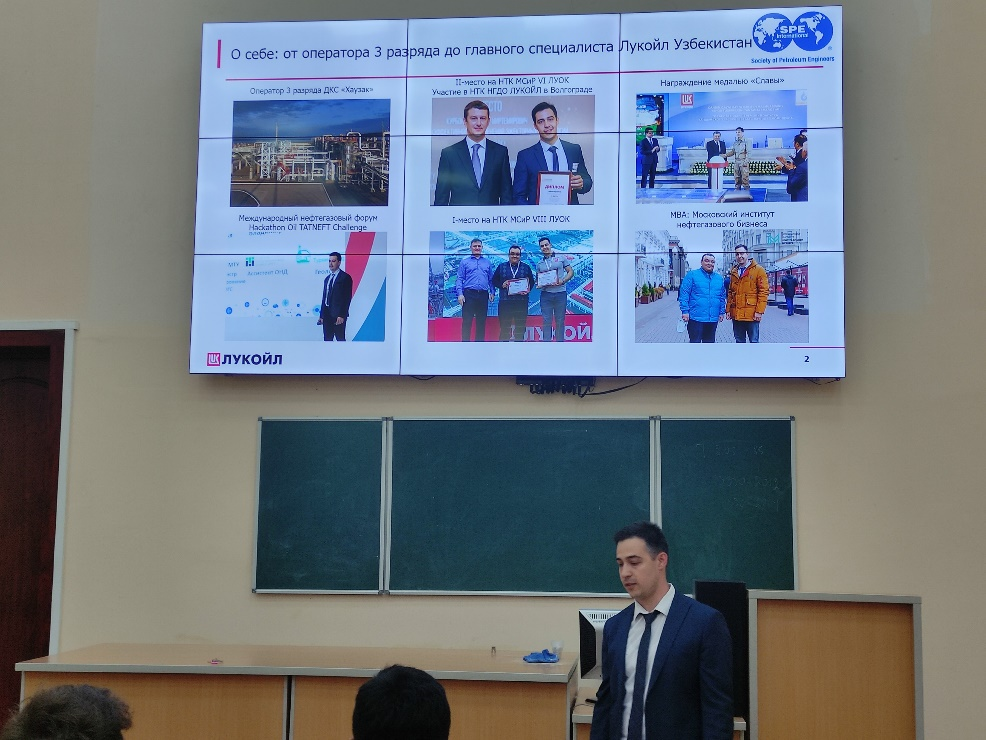 О себе: от оператора 3 разряда до главного специалиста Лукойл Узбекистан
SPE
International
®
Society of Petroleum Engineers
Оператор 3 разряда ДКС «Хаузак»
II-место на НТК МСиР VI ЛУОК
Участие в НТК НГДО ЛУКОЙЛ в Волгограде
Награждение медалью «Славы»
ДИПЛОМ
Международный нефтегазовый форум
Hackathon Oil TATNEFT Challenge
I-место на НТК МСиР VIII ЛУОК
MBA: Московский институт
нефтегазового бизнеса
ЛУКОЙ
ЛУКОЙЛ
2